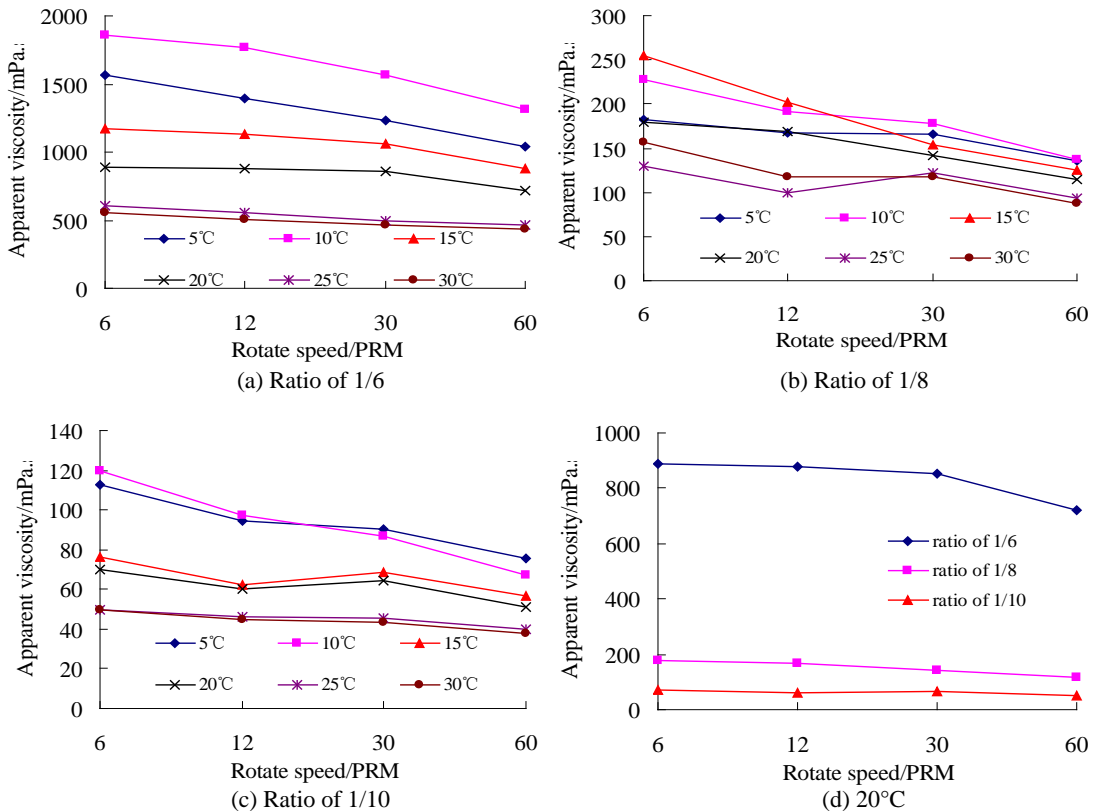 2000
1500
1000
500
0
Apparent viscosity/mPa.s
5℃ 10℃ 15℃
20℃ 25℃ 30℃
6 12 30 60
Rotate speed/PRM
(a) Ratio of 1/6
300
250
200
150
100
50
0
Apparent viscosity/mPa.s
5℃ 10℃ 15℃
20℃ 25℃ 30℃
6 12 30 60
Rotate speed/PRM
(b) Ratio of 1/8
140
120
100
80
60
40
20
0
Apparent viscosity/mPa.s
5℃ 10℃ 15℃
20℃ 25℃ 30℃
6 12 30 60
Rotate speed/PRM
(c) Ratio of 1/10
1000
800
600
400
200
0
Apparent viscosity/mPa.s
ratio of 1/6
ratio of 1/8
ratio of 1/10
6 12 30 60
Rotate speed/PRM
(d) 20°C